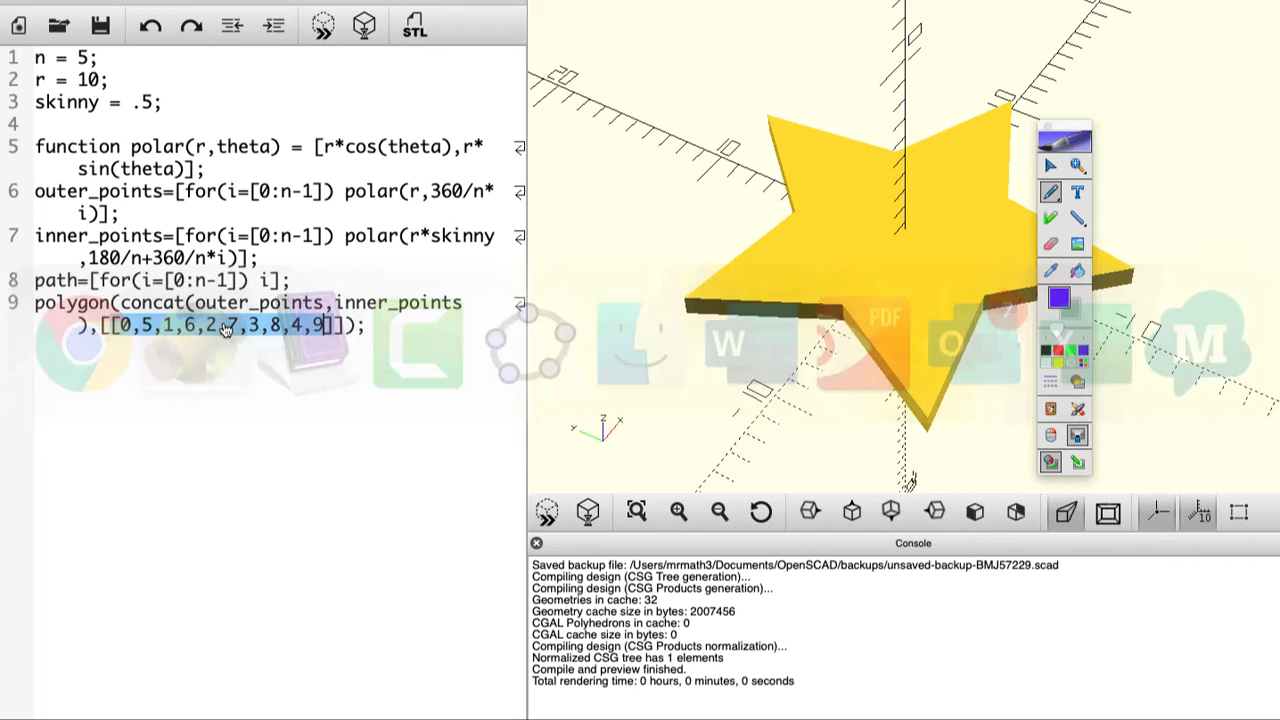 STL
1 n = 5;
2 r = 10;
3 skinny = .5;
4
5 function polar(r,theta) = [r*cos(theta),r*
sin(theta)];
6 outer_points=[for(i=[0:n-1]) polar(r,360/n*
i)];
7 inner_points=[for(i=[0:n-1]) polar(r*skinny
,180/n+360/n*i)];
8 path=[for(i=[0:n-1]) i];
9 polygon(concat(outer_points,inner_points
),[[0,5,1,6,2,7,3,8,4,9]]);
20
10
0
T
PDF
7
W
O
M
Z
X
Y
10
Console
Saved backup file: /Users/mrmath3/Documents/OpenSCAD/backups/unsaved-backup-BMJ57229.scad
Compiling design (CSG Tree generation)...
Compiling design (CSG Products generation)...
Geometries in cache: 32
Geometry cache size in bytes: 2007456
CGAL Polyhedrons in cache: 0
CGAL cache size in bytes: 0
Compiling design (CSG Products normalization)...
Normalized CSG tree has 1 elements
Compile and preview finished.
Total rendering time: 0 hours, 0 minutes, 0 seconds